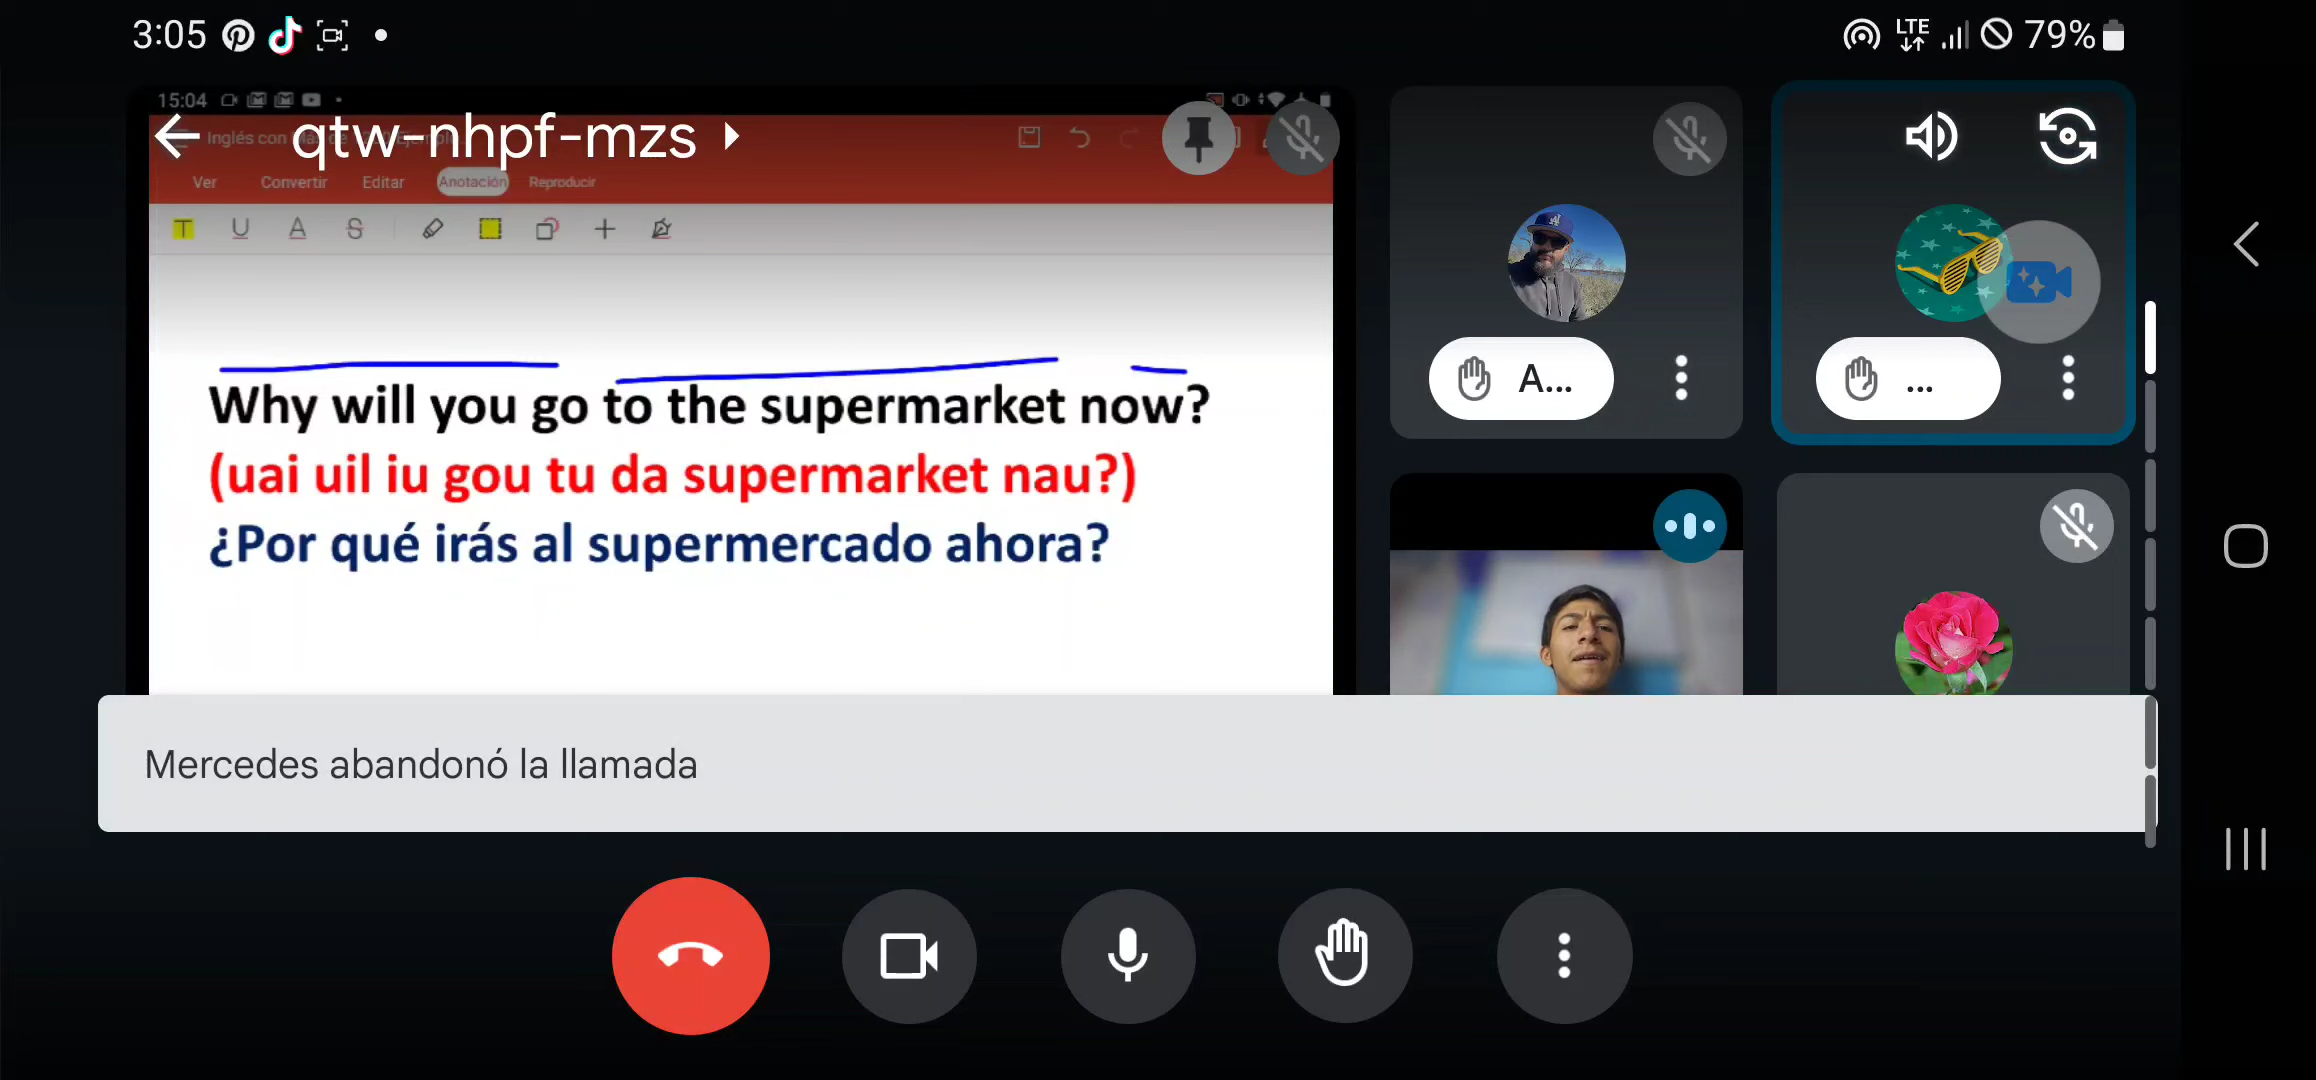 3:05
LTE
79%
15:04
qtw-nhpf-mzs
Inglés con
Ver Convertir Editar Anotación Reproducir
T U A S
Why will you go to the supermarket now?
(uai uil iu gou tu da supermarket nau?)
¿Por qué irás al supermercado ahora?
A...
...
Mercedes abandonó la llamada